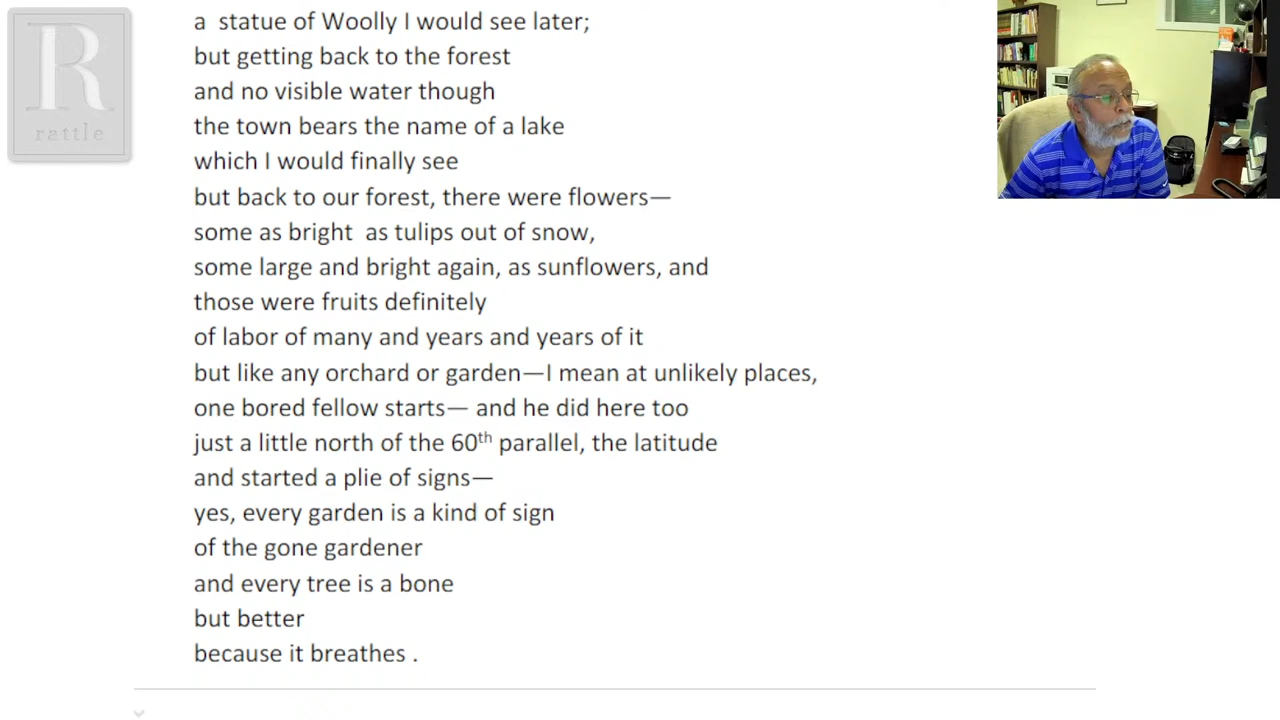 R
rattle
a  statue of Woolly I would see later;
but getting back to the forest
and no visible water though
the town bears the name of a lake
which I would finally see
but back to our forest, there were flowers—
some as bright  as tulips out of snow,
some large and bright again, as sunflowers, and
those were fruits definitely
of labor of many and years and years of it
but like any orchard or garden—I mean at unlikely places,
one bored fellow starts— and he did here too
just a little north of the 60th parallel, the latitude
and started a plie of signs—
yes, every garden is a kind of sign
of the gone gardener
and every tree is a bone
but better
because it breathes .